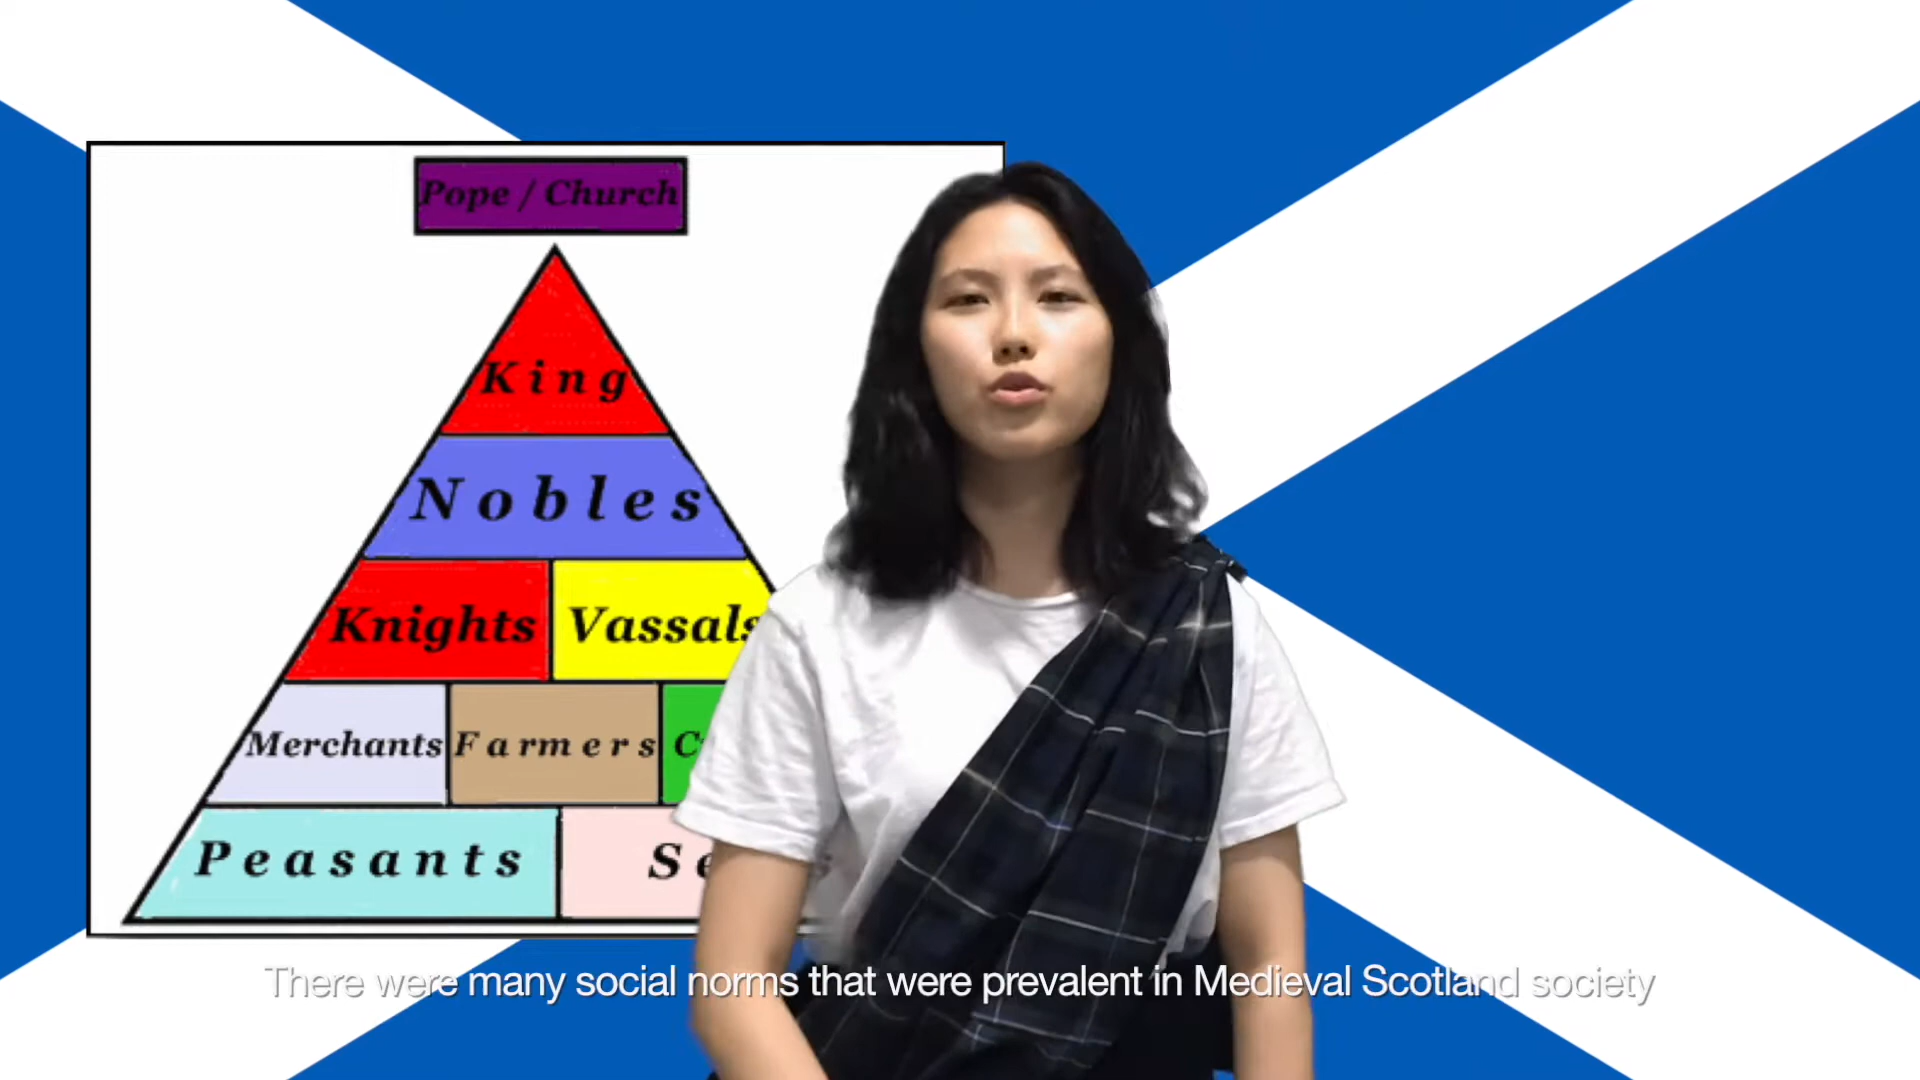 Pope / Church
King
Nobles
Knights Vassals
Merchants Farmers
Peasants
There were many social norms that were prevalent in Medieval Scotland society